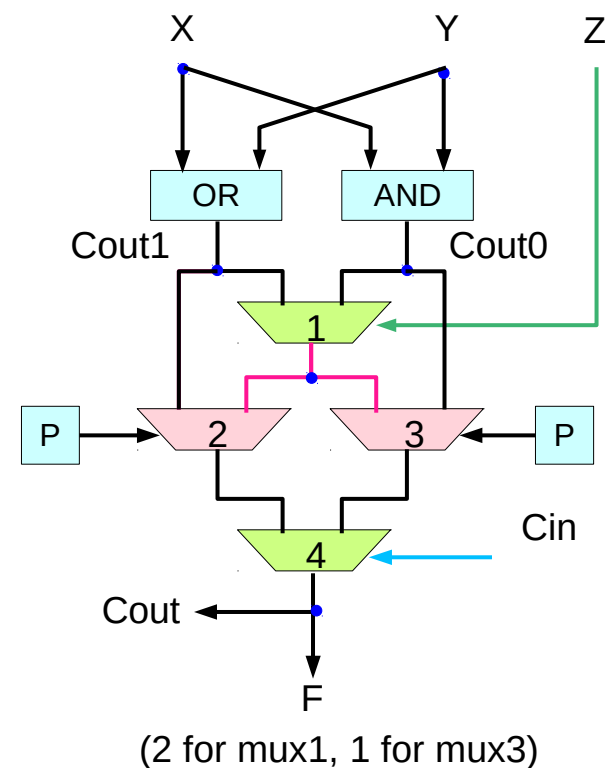 X Y Z
OR AND
Cout1 Cout0
1
P 2 3 P
Cin
4
Cout
F
(2 for mux1, 1 for mux3)